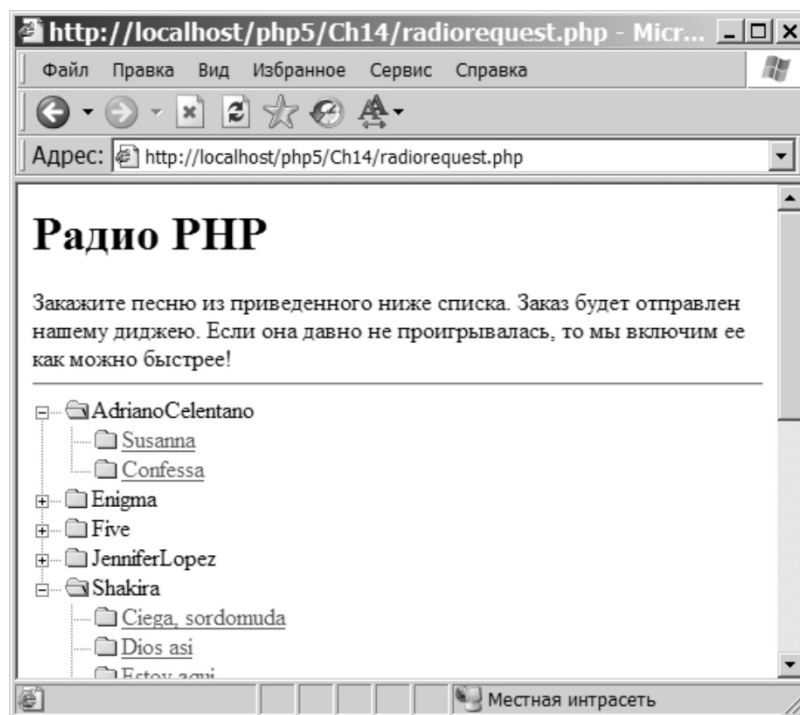 http://localhost/php5/Ch14/radiorequest.php - Micr...
Файл Правка Вид Избранное Сервис Справка
Адрес: http://localhost/php5/Ch14/radiorequest.php
Радио PHP
Закажите песню из приведенного ниже списка. Заказ будет отправлен
нашему диджею. Если она давно не проигрывалась, то мы включим ее
как можно быстрее!
AdrianoCelentano
Susanna
Confessa
Enigma
Five
JenniferLopez
Shakira
Ciega, sordomuda
Dios asi
Estoy aqui
Местная интрасеть